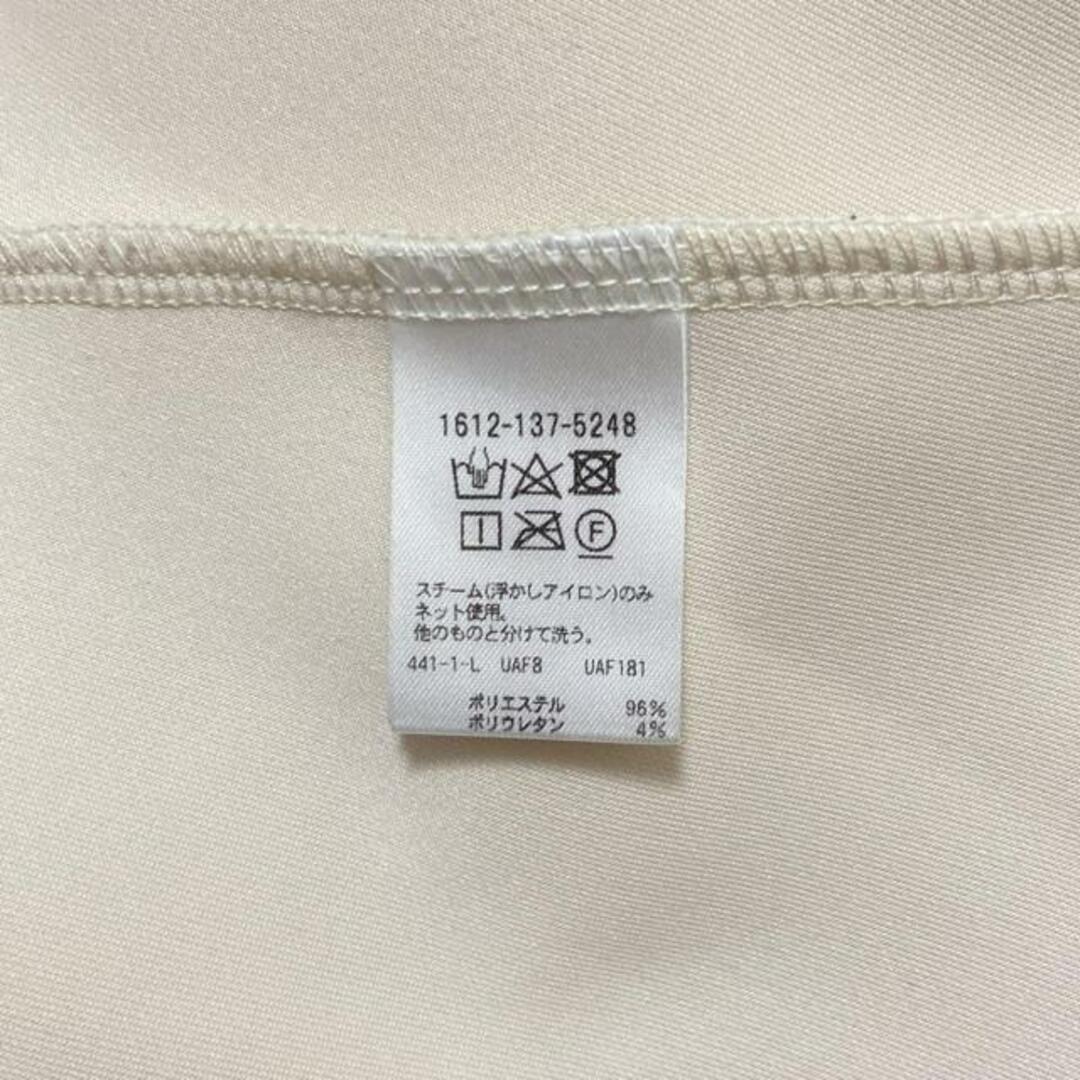 1612-137-5248
F
スチーム(浮かしアイロン)のみ
ネット使用。
他のものと分けて洗う。
441-1-L UAF8 UAF181
ポリエステル 96%
ポリウレタン 4%